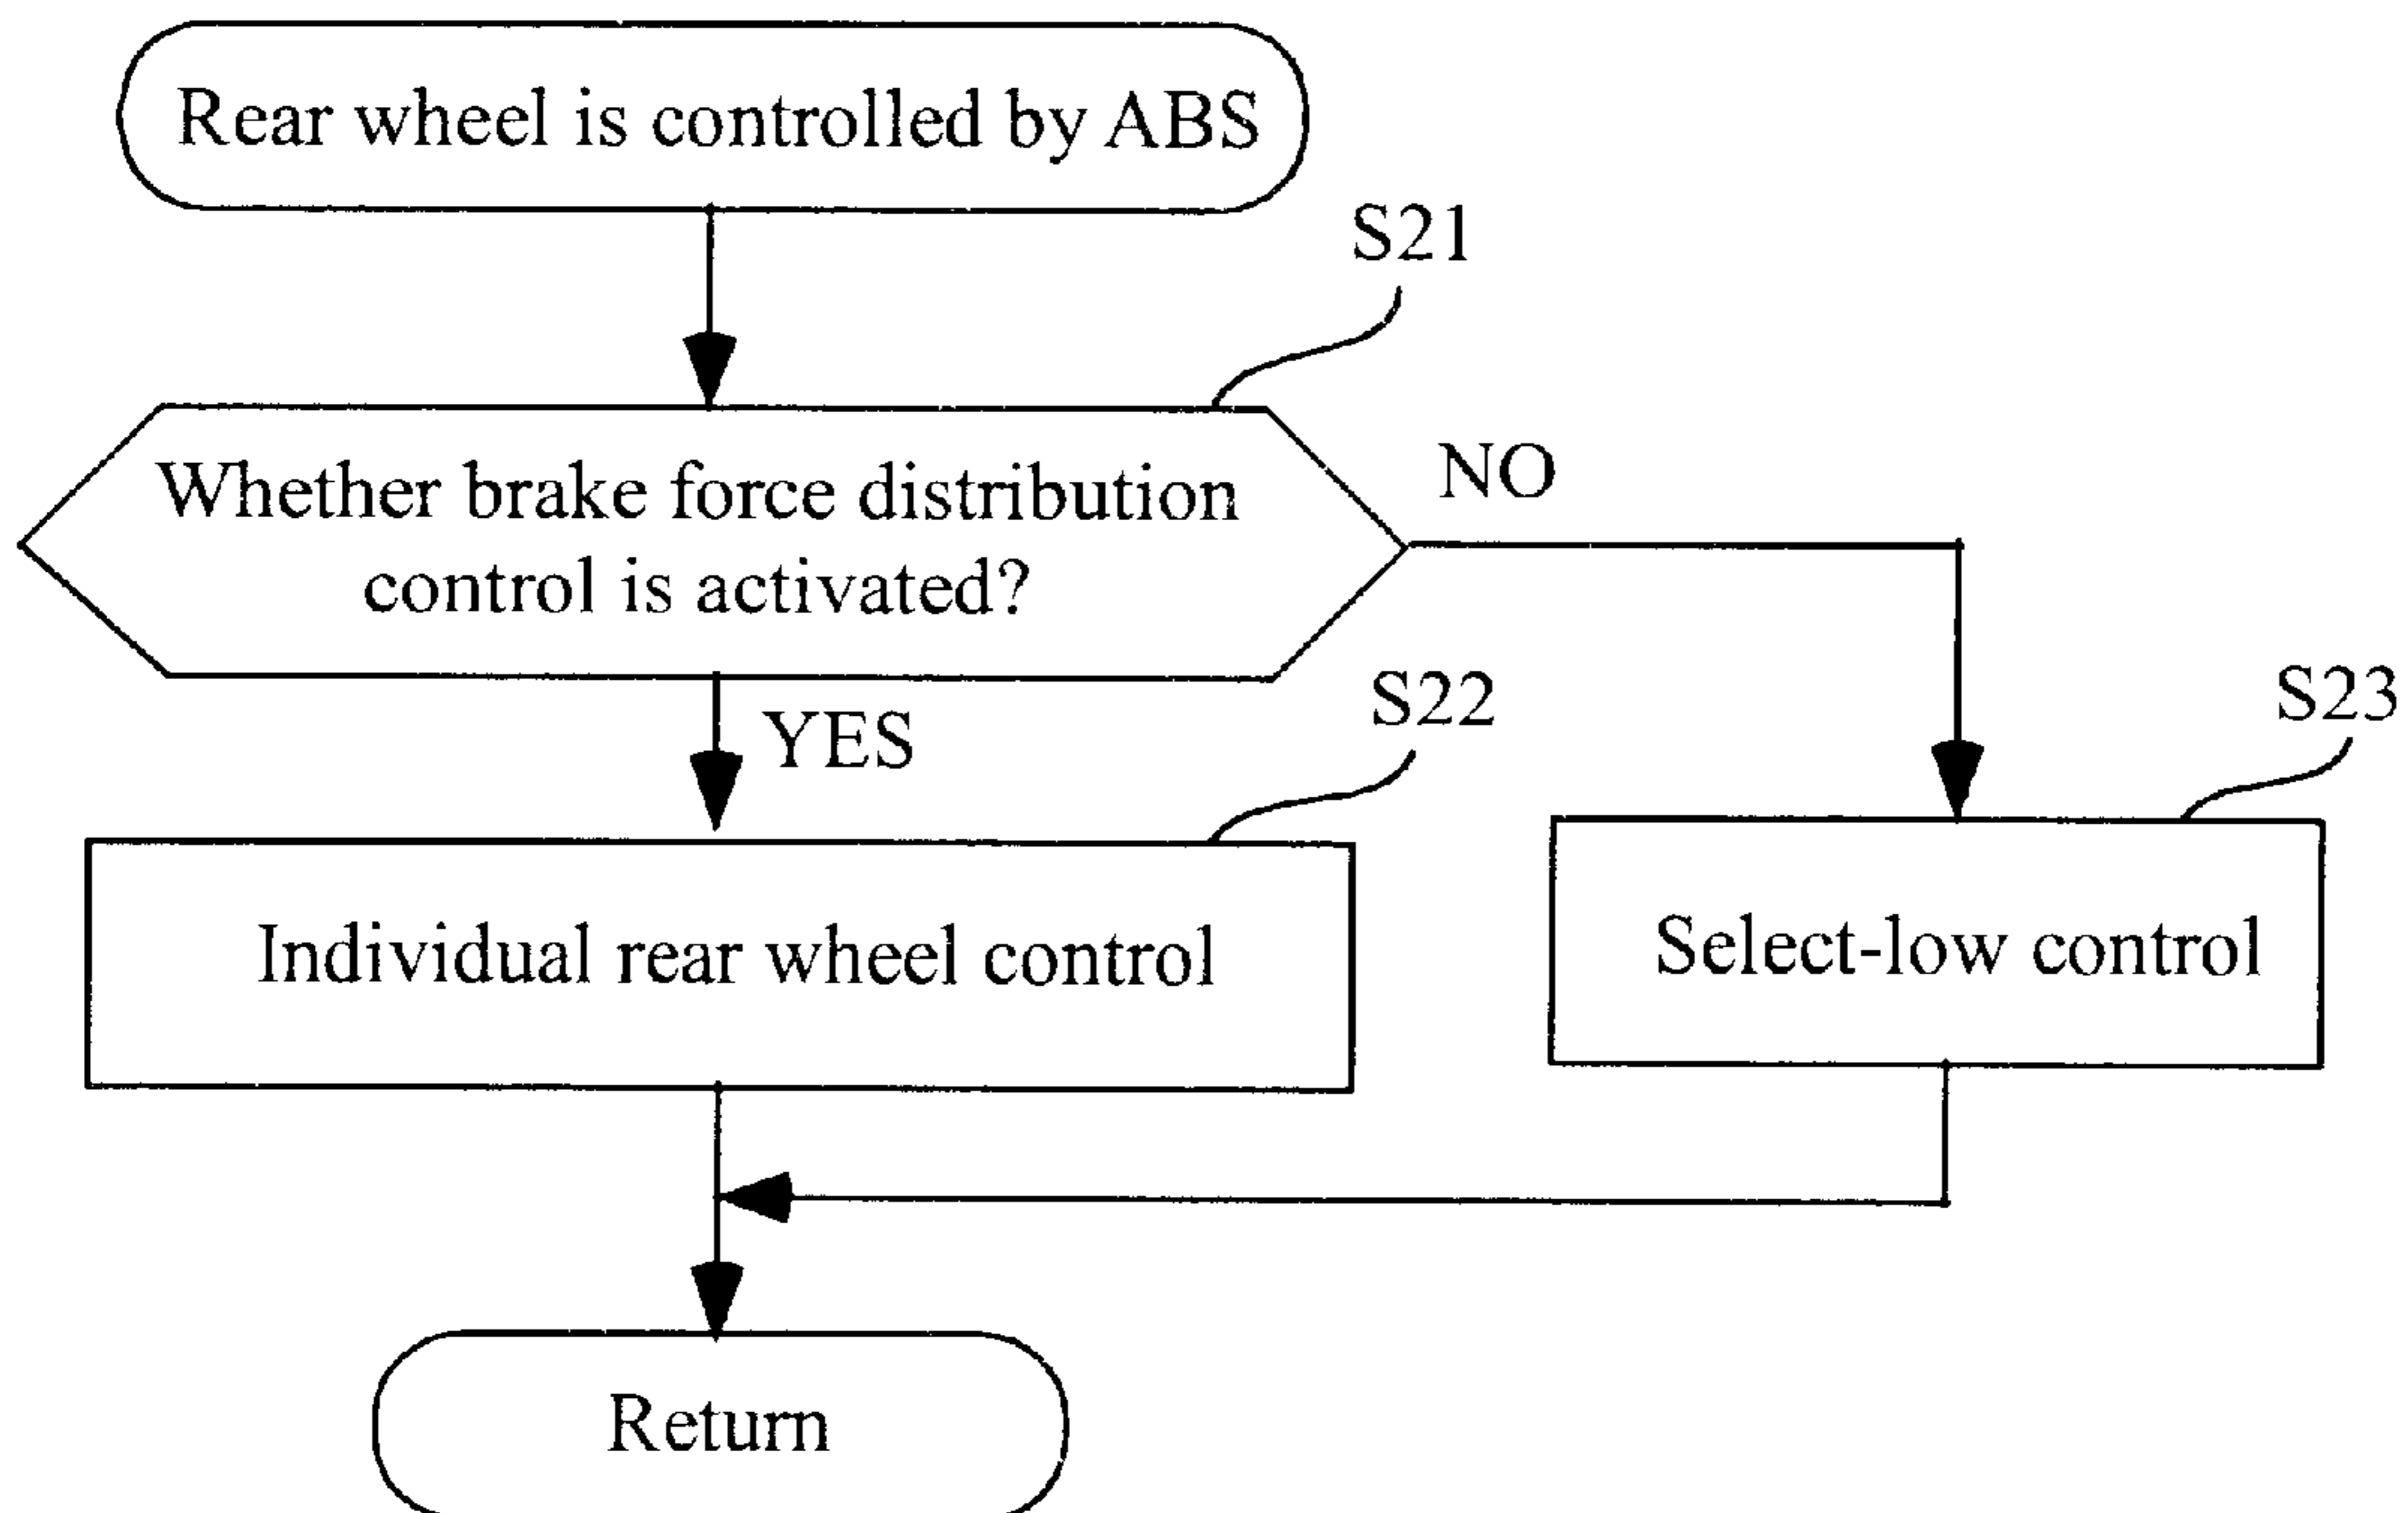 Rear wheel is controlled by ABS
S21
Whether brake force distribution
control is activated?
NO
YES
S22
S23
Individual rear wheel control
Select-low control
Return